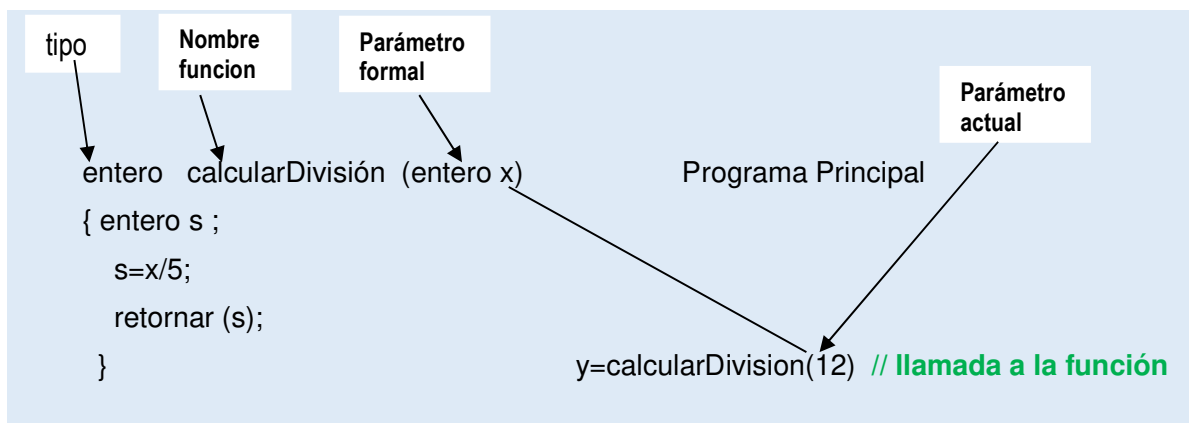 tipo
Nombre
funcion
Parámetro
formal
Parámetro
actual
entero calcularDivisión (entero x)
Programa Principal
{ entero s ;
s=x/5;
retornar (s);
}
y=calcularDivision(12) // llamada a la función